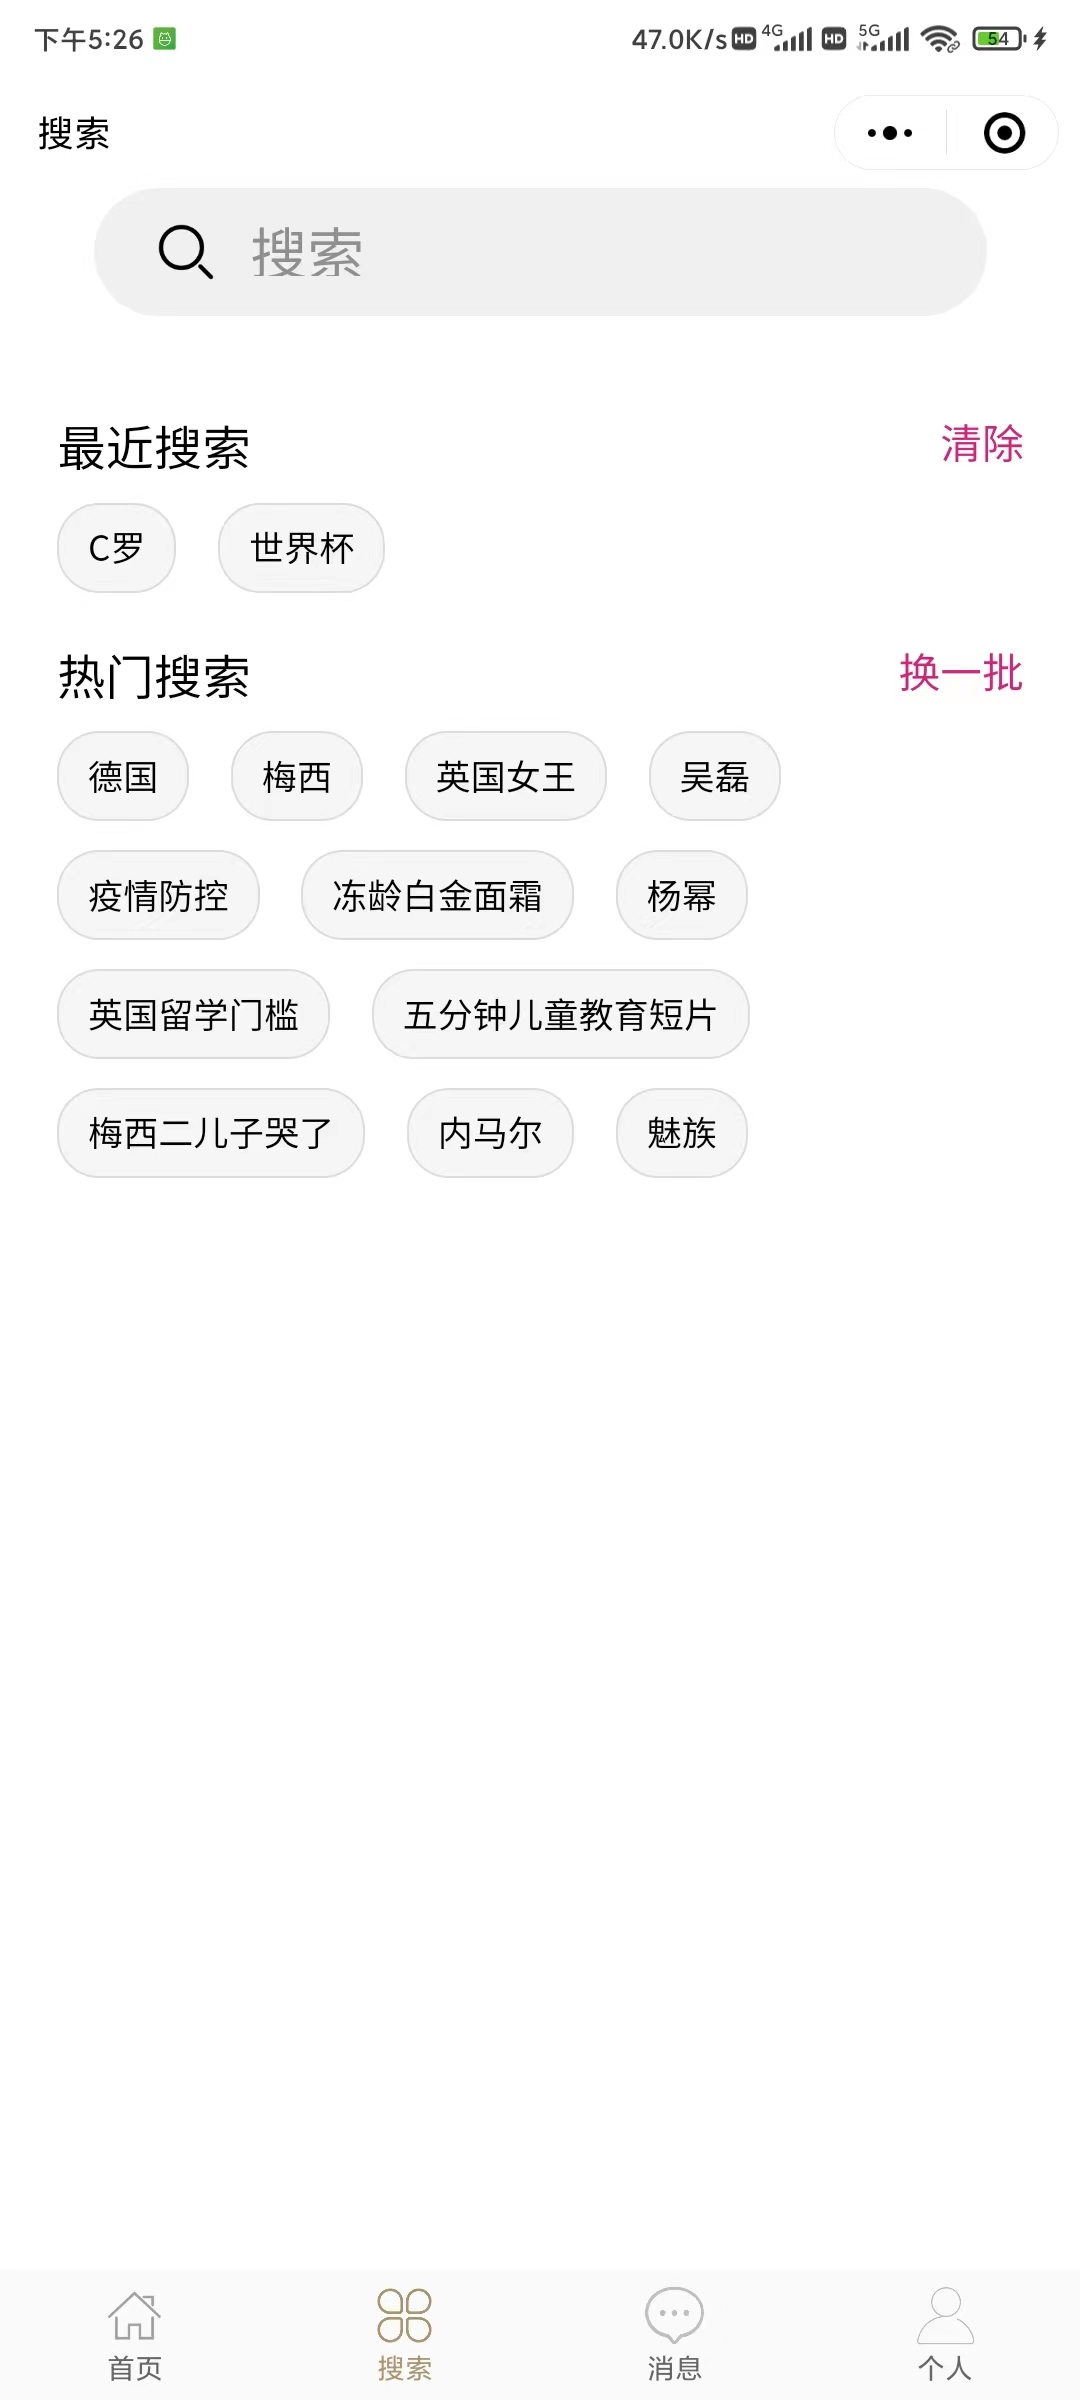 下午5:26 47.0K/s HD 4G HD 5G 54
搜索
搜索
最近搜索 清除
C罗 世界杯
热门搜索 换一批
德国 梅西 英国女王 吴磊
疫情防控 冻龄白金面霜 杨幂
英国留学门槛 五分钟儿童教育短片
梅西二儿子哭了 内马尔 魅族
首页 搜索 消息 个人